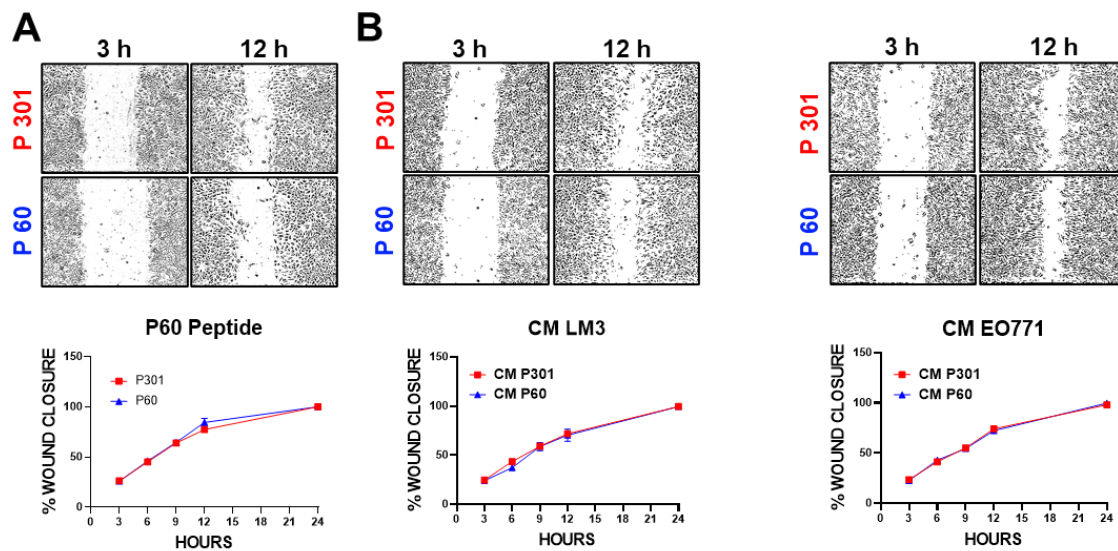 A
B
3 h
12 h
3 h
12 h
3 h
12 h
P 301
P 60
P 301
P 60
P 301
P 60
P60 Peptide
% WOUND CLOSURE
150
100
50
0
P301
P60
0 3 6 9 12 15 18 21 24
HOURS
CM LM3
% WOUND CLOSURE
150
100
50
0
CM P301
CM P60
0 3 6 9 12 15 18 21 24
HOURS
CM EO771
% WOUND CLOSURE
150
100
50
0
CM P301
CM P60
0 3 6 9 12 15 18 21 24
HOURS